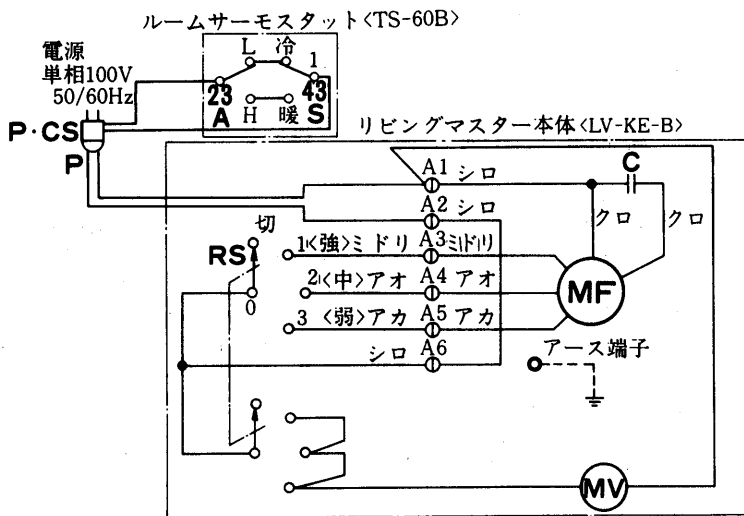 ルームサーモスタット<TS-60B>
電源
単相100V
50/60Hz
L 冷 1
23 43
A H 暖 S
P・CS
P
リビングマスター本体<LV-KE-B>
A1 シロ
C
A2 シロ
クロ クロ
切
RS
1<強>ミドリ A3 ミドリ
2<中>アオ A4 アオ
MF
0
3 <弱>アカ A5 アカ
シロ A6
アース端子
MV